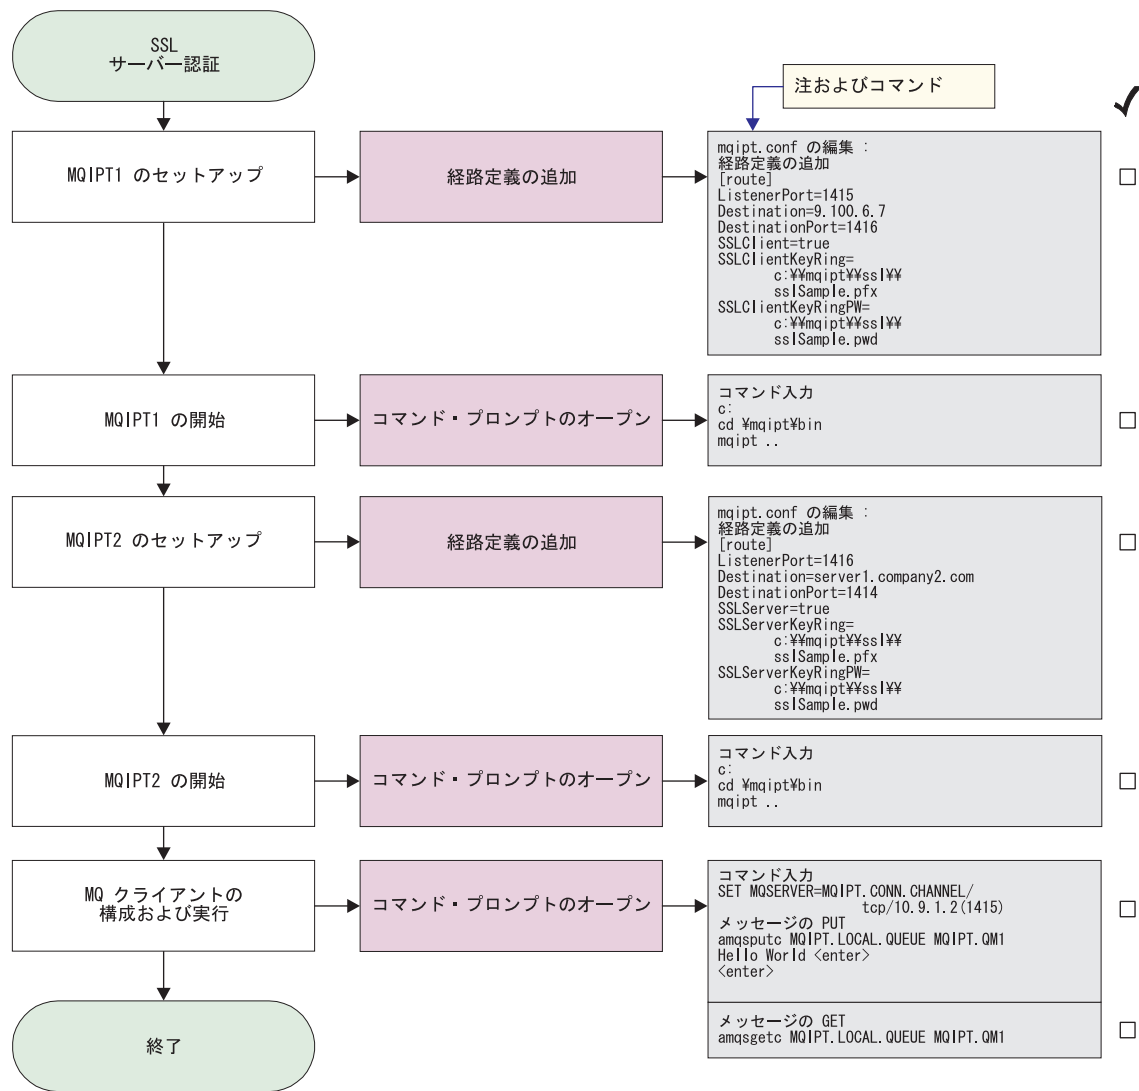 SSL
サーバー認証
注およびコマンド
MQIPT1 のセットアップ
経路定義の追加
mqipt.conf の編集 :
経路定義の追加
[route]
ListenerPort=1415
Destination=9.100.6.7
DestinationPort=1416
SSLClient=true
SSLClientKeyRing=
c:¥¥mqipt¥¥ssl¥¥
sslSample.pfx
SSLClientKeyRingPW=
c:¥¥mqipt¥¥ssl¥¥
sslSample.pwd
MQIPT1 の開始
コマンド・プロンプトのオープン
コマンド入力
c:
cd ¥mqipt¥bin
mqipt ..
MQIPT2 のセットアップ
経路定義の追加
mqipt.conf の編集 :
経路定義の追加
[route]
ListenerPort=1416
Destination=server1.company2.com
DestinationPort=1414
SSLServer=true
SSLServerKeyRing=
c:¥¥mqipt¥¥ssl¥¥
sslSample.pfx
SSLServerKeyRingPW=
c:¥¥mqipt¥¥ssl¥¥
sslSample.pwd
MQIPT2 の開始
コマンド・プロンプトのオープン
コマンド入力
c:
cd ¥mqipt¥bin
mqipt ..
MQ クライアントの
構成および実行
コマンド・プロンプトのオープン
コマンド入力
SET MQSERVER=MQIPT.CONN.CHANNEL/
tcp/10.9.1.2(1415)
メッセージの PUT
amqsputc MQIPT.LOCAL.QUEUE MQIPT.QM1
Hello World <enter>
<enter>
メッセージの GET
amqsgetc MQIPT.LOCAL.QUEUE MQIPT.QM1
終了